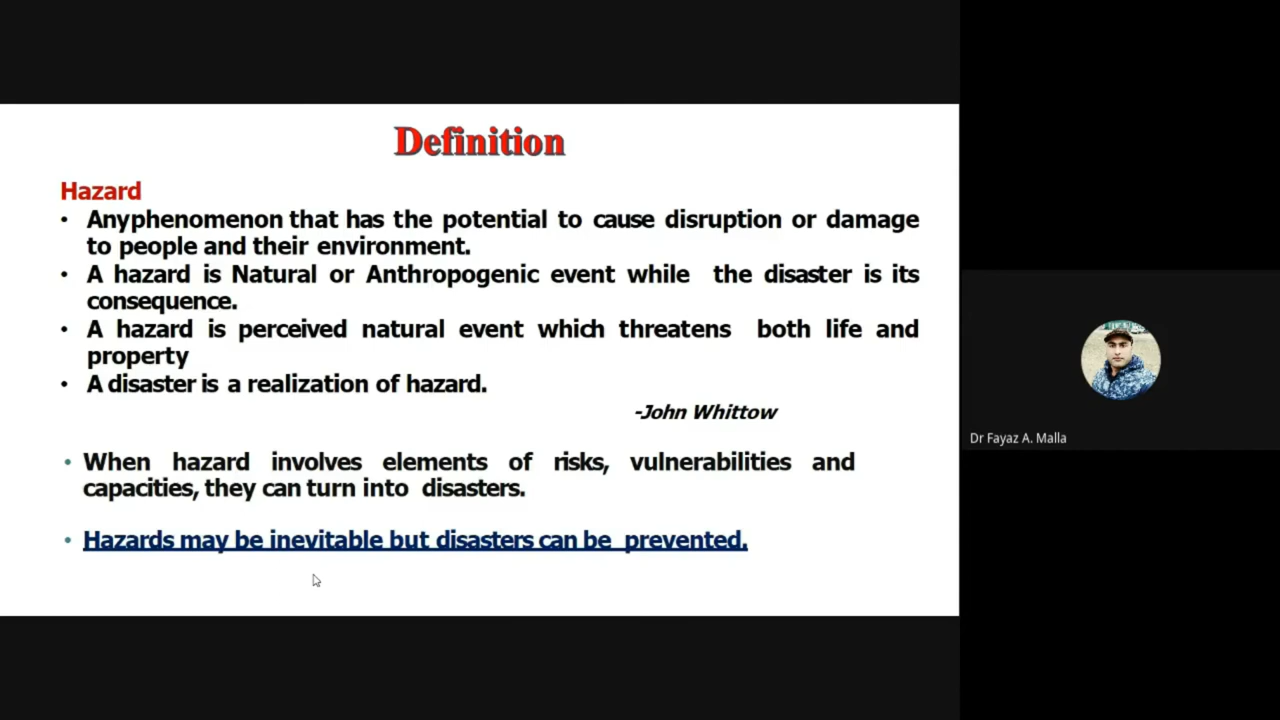 Definition
Hazard
• Anyphenomenon that has the potential to cause disruption or damage
to people and their environment.
• A hazard is Natural or Anthropogenic event while the disaster is its
consequence.
• A hazard is perceived natural event which threatens both life and
property
• A disaster is a realization of hazard.
-John Whittow
• When hazard involves elements of risks, vulnerabilities and
capacities, they can turn into disasters.
• Hazards may be inevitable but disasters can be prevented.
Dr Fayaz A. Malla